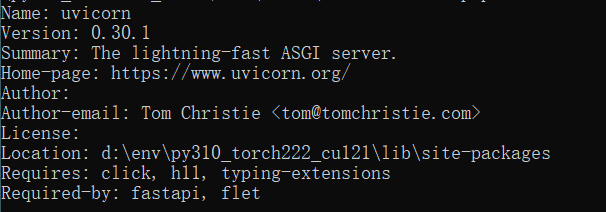 Name: uvicorn
Version: 0.30.1
Summary: The lightning-fast ASGI server.
Home-page: https://www.uvicorn.org/
Author:
Author-email: Tom Christie <tom@tomchristie.com>
License:
Location: d:\env\py310_torch222_cu121\lib\site-packages
Requires: click, h11, typing-extensions
Required-by: fastapi, flet